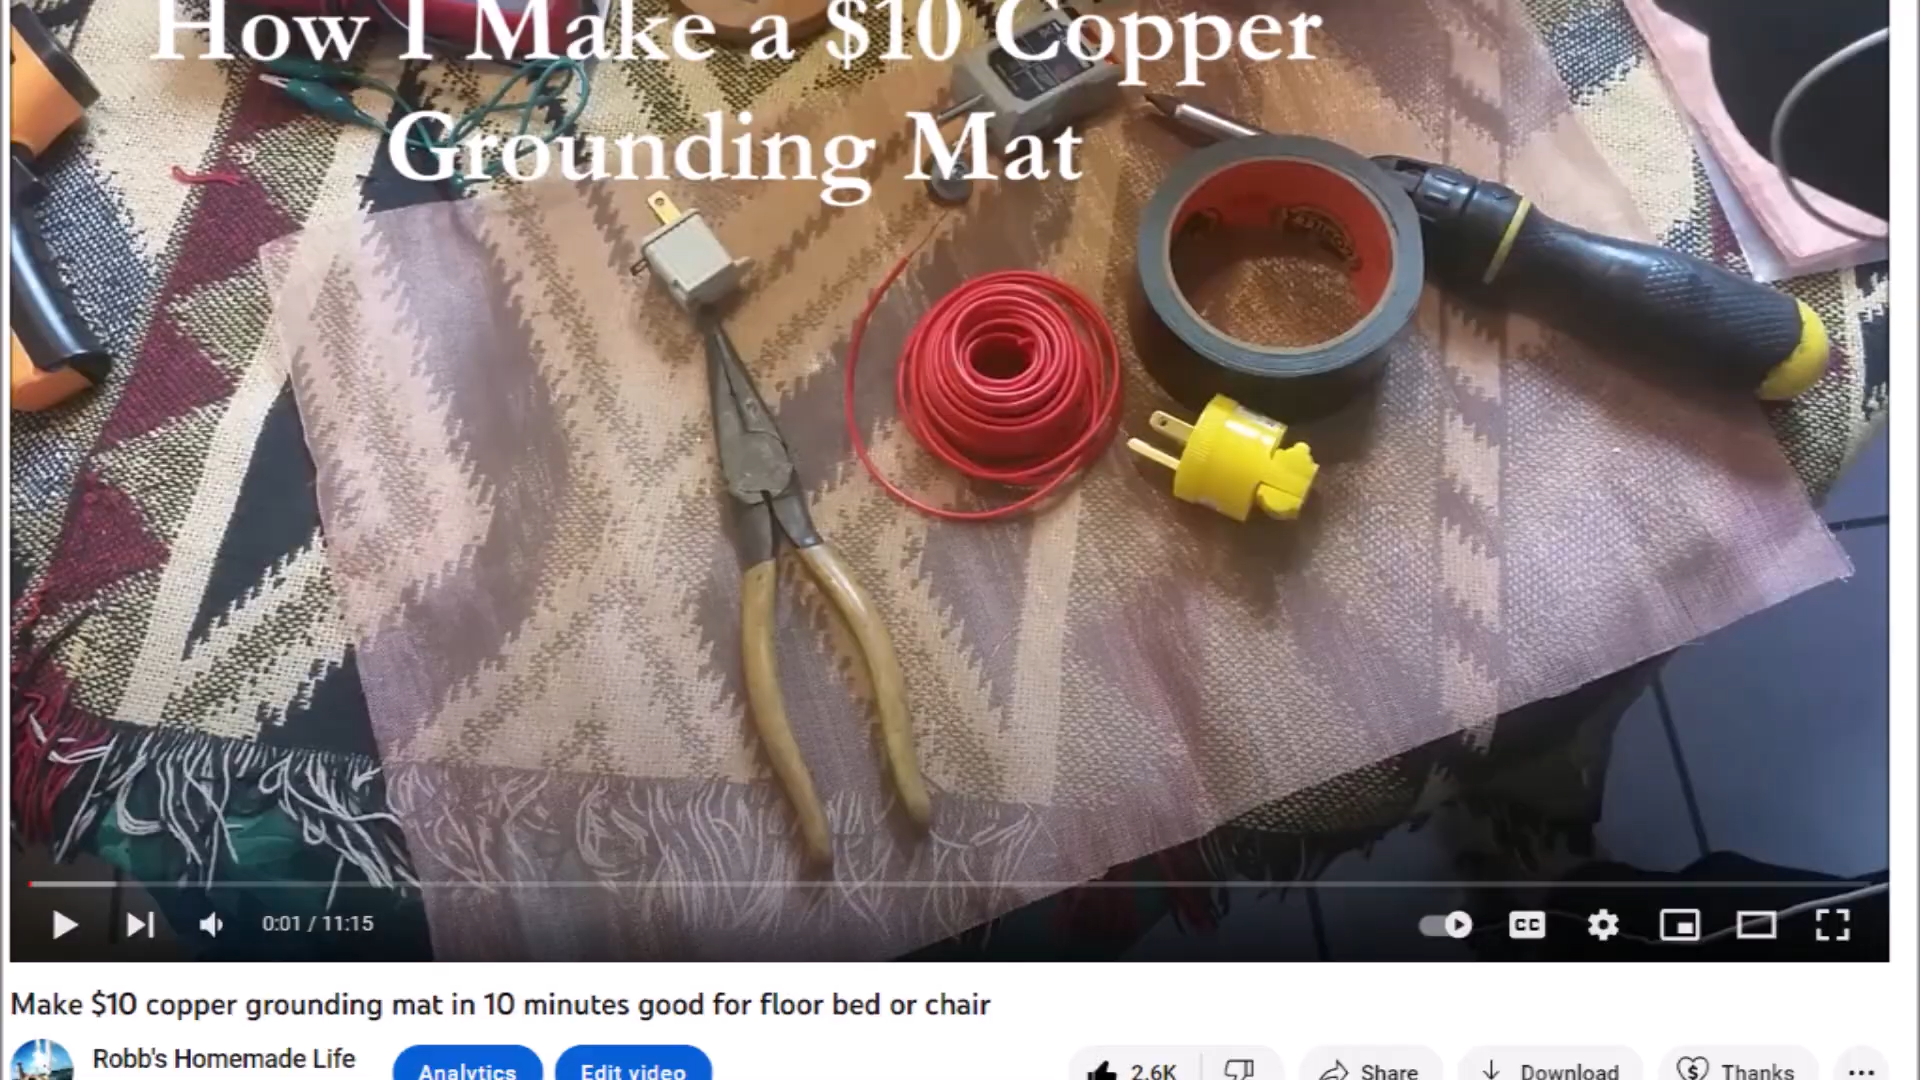 How I Make a $10 Copper
Grounding Mat
0:01 / 11:15
CC
Make $10 copper grounding mat in 10 minutes good for floor bed or chair
Robb's Homemade Life
Analytics
Edit video
2.6K
Share
Download
Thanks